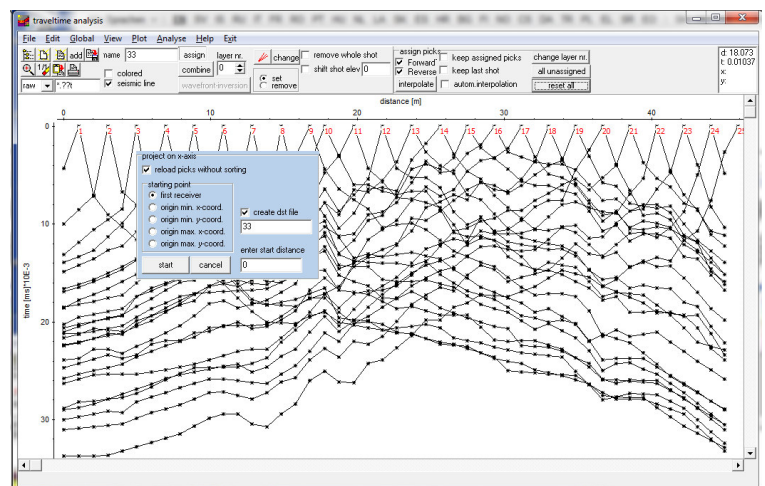 traveltime analysis
File Edit Global View Plot Analyse Help Exit
add name 33 assign layer nr. change remove whole shot assign picks keep assigned picks change layer nr. d: 18.073
colored combine 0 shift shot elev 0 Forward keep last shot all unassigned t: 0.01037
raw *.??t seismic line wavefront-inversion set Reverse autom.interpolation reset all x:
remove interpolate y:
distance [m]
0 10 20 30 40
1 2 3 4 5 6 7 8 9 10 11 12 13 14 15 16 17 18 19 20 21 22 23 24
project on x-axis
reload picks without sorting
starting point
first receiver
origin min. x-coord.
origin min. y-coord.
origin max. x-coord.
origin max. y-coord.
create dst file
33
enter start distance
0
start cancel
time [ms]*10E-3
0
10
20
30